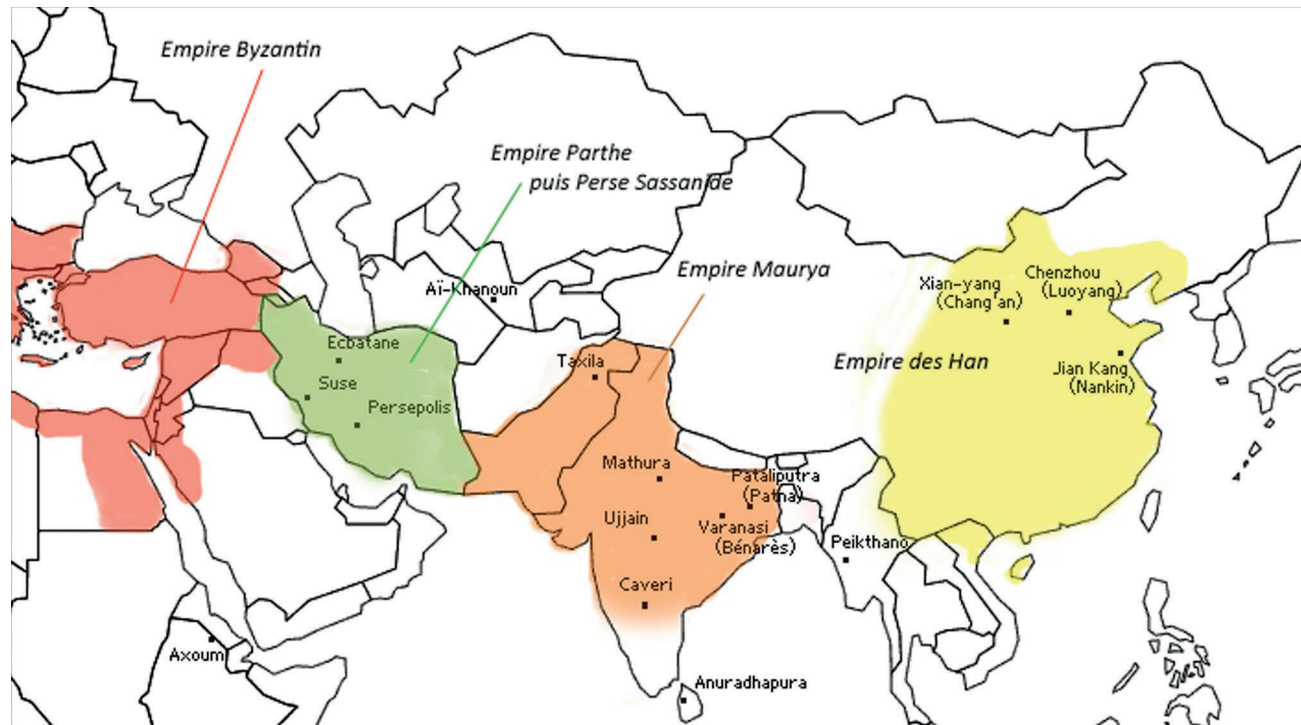 Empire Byzantin
Empire Parthe
puis Perse Sassanide
Empire Maurya
Aï-Khanoun
Xian-yang
(Chang'an)
Chenzhou
(Luoyang)
Ecbatane
Taxila
Empire des Han
Jian Kang
(Nankin)
Suse
Persepolis
Mathura
Pataliputra
(Patna)
Ujjain
Varanasi
(Bénarès)
Peikthano
Caveri
Axoum
Anuradhapura